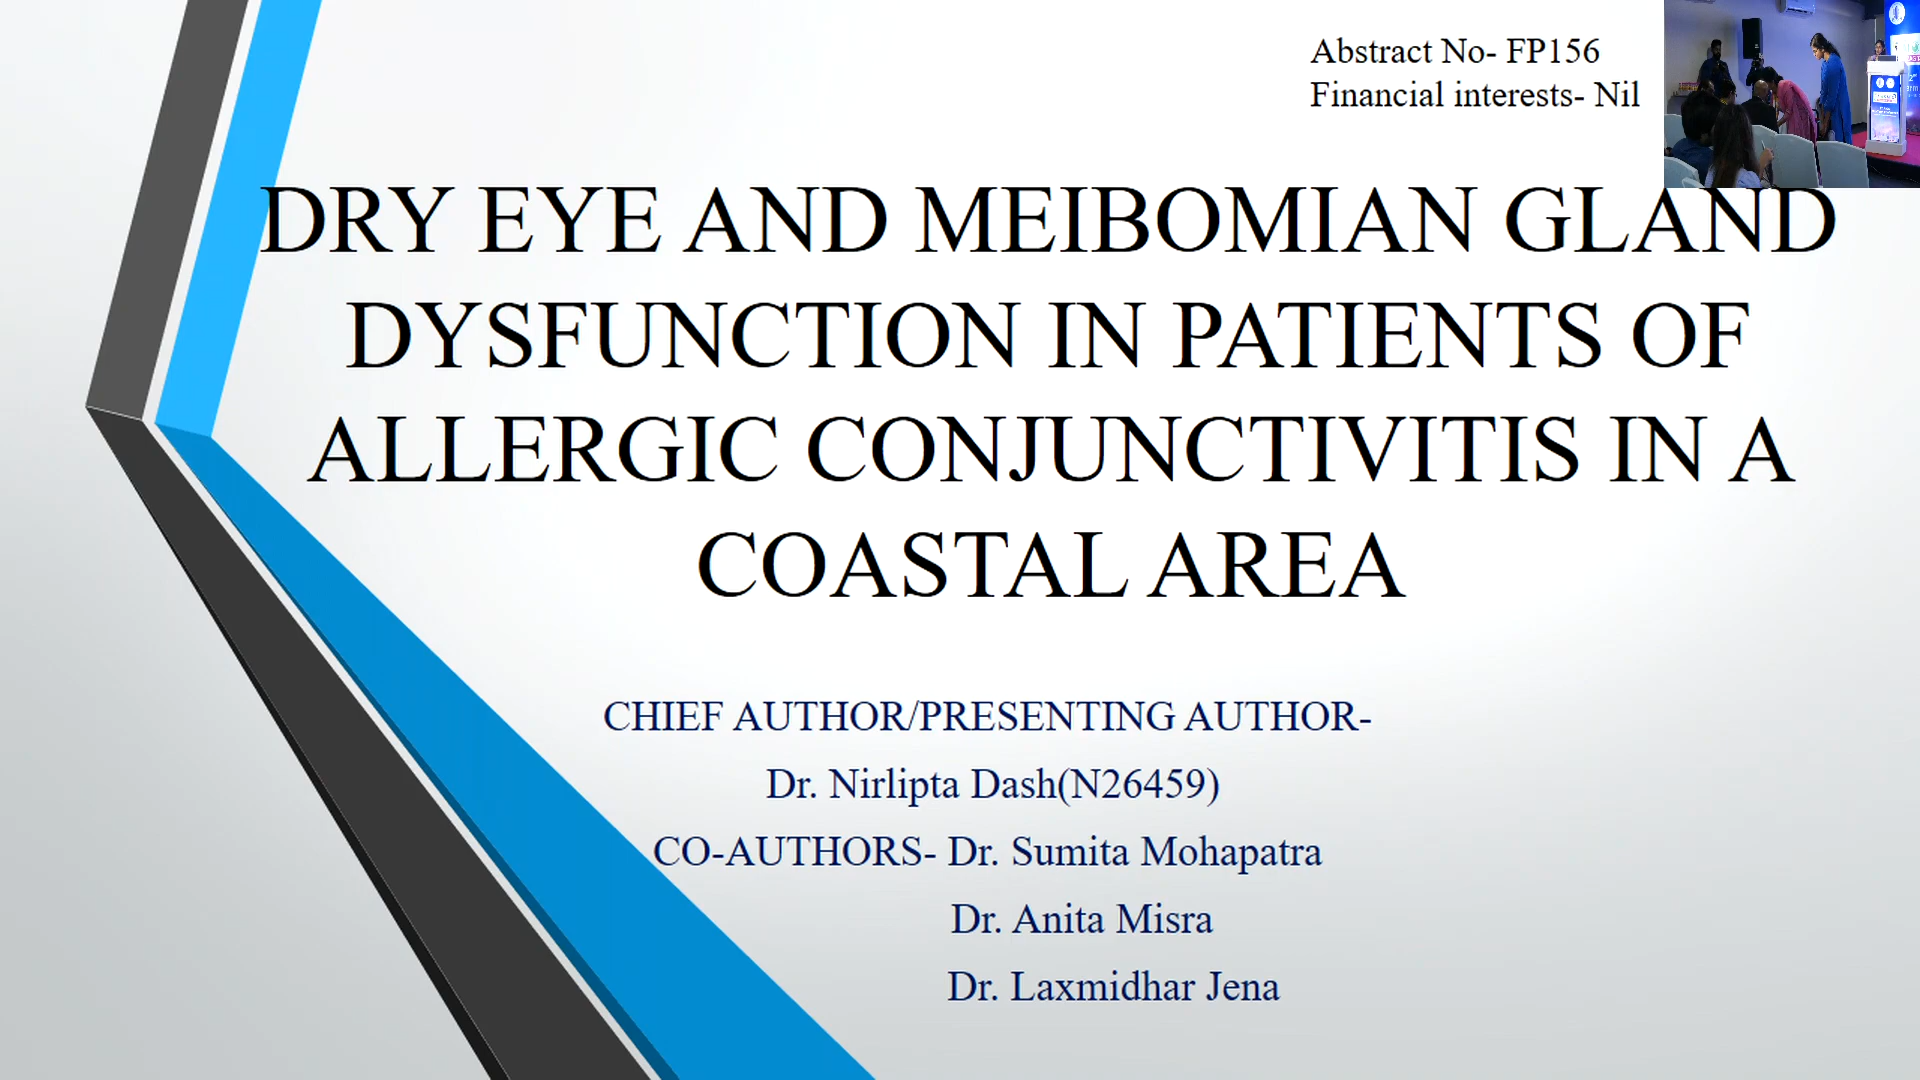 Abstract No- FP156
Financial interests- Nil
DRY EYE AND MEIBOMIAN GLAND
DYSFUNCTION IN PATIENTS OF
ALLERGIC CONJUNCTIVITIS IN A
COASTAL AREA
CHIEF AUTHOR/PRESENTING AUTHOR-
Dr. Nirlipta Dash(N26459)
CO-AUTHORS- Dr. Sumita Mohapatra
Dr. Anita Misra
Dr. Laxmidhar Jena